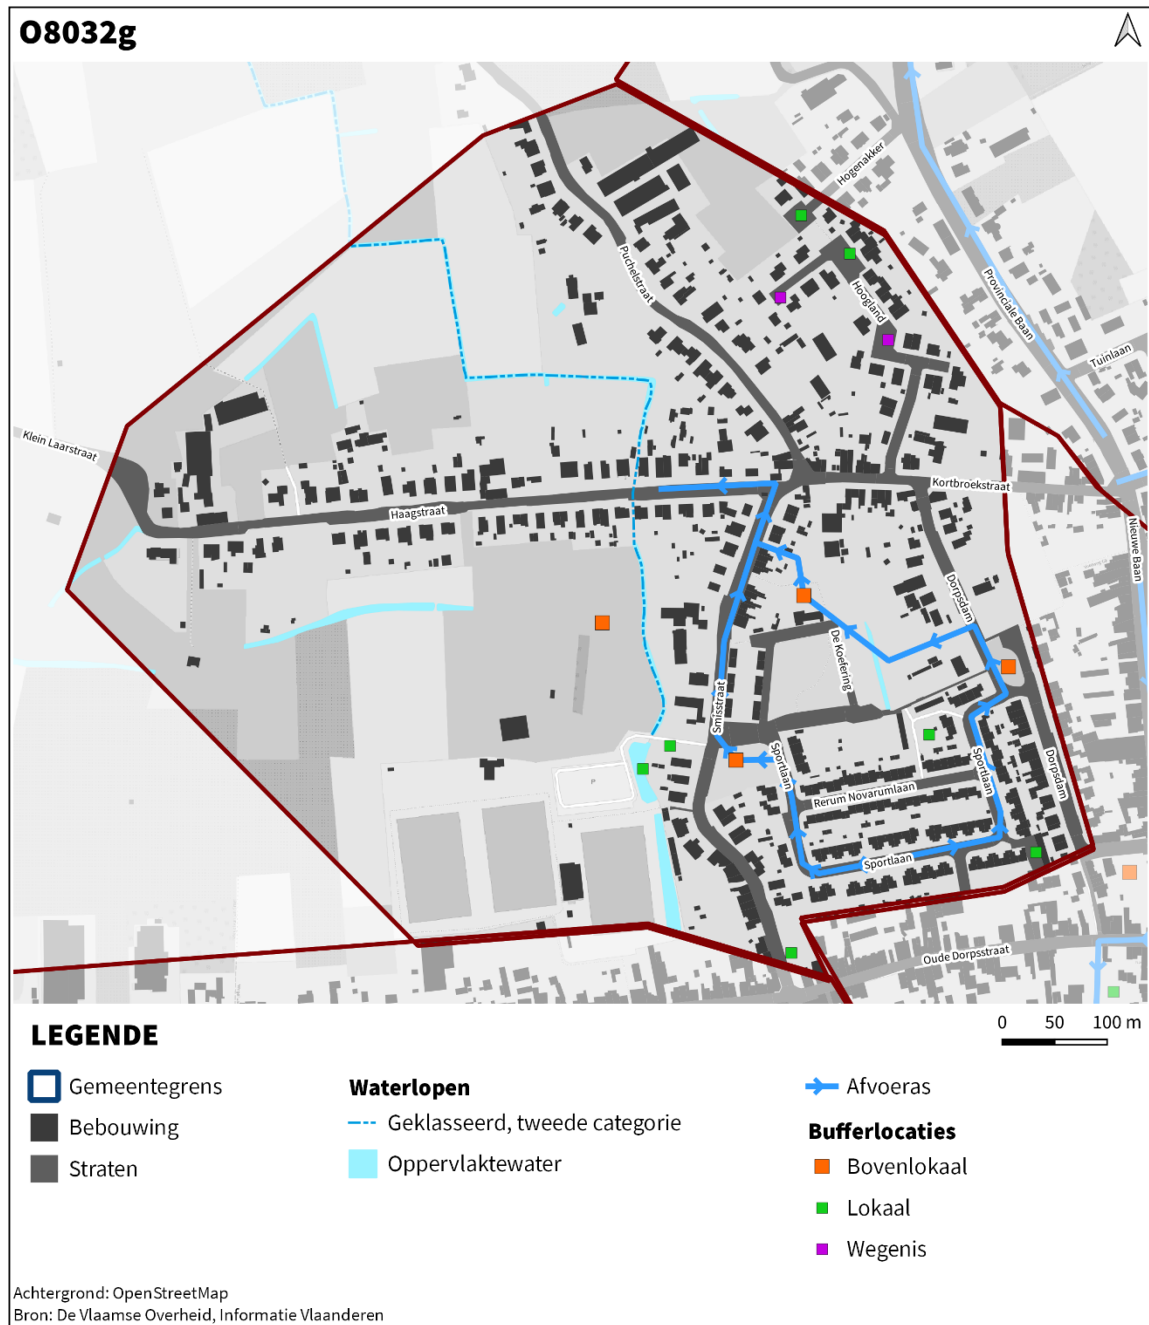 O8032g
Hogenakker
Puchelstraat
Hoogland
Provinciale Baan
Tuinlaan
Klein Laarstraat
Haagstraat
Kortbroekstraat
Nieuwe Baan
Dorpsdam
De Koefering
Smisstraat
Sportlaan
Sportlaan
Dorpsdam
Rerum Novarumlaan
Sportlaan
P
Oude Dorpsstraat
0 50 100 m
LEGENDE
Gemeentegrens
Bebouwing
Straten
Waterlopen
Geklasseerd, tweede categorie
Oppervlaktewater
Afvoeras
Bufferlocaties
Bovenlokaal
Lokaal
Wegenis
Achtergrond: OpenStreetMap
Bron: De Vlaamse Overheid, Informatie Vlaanderen